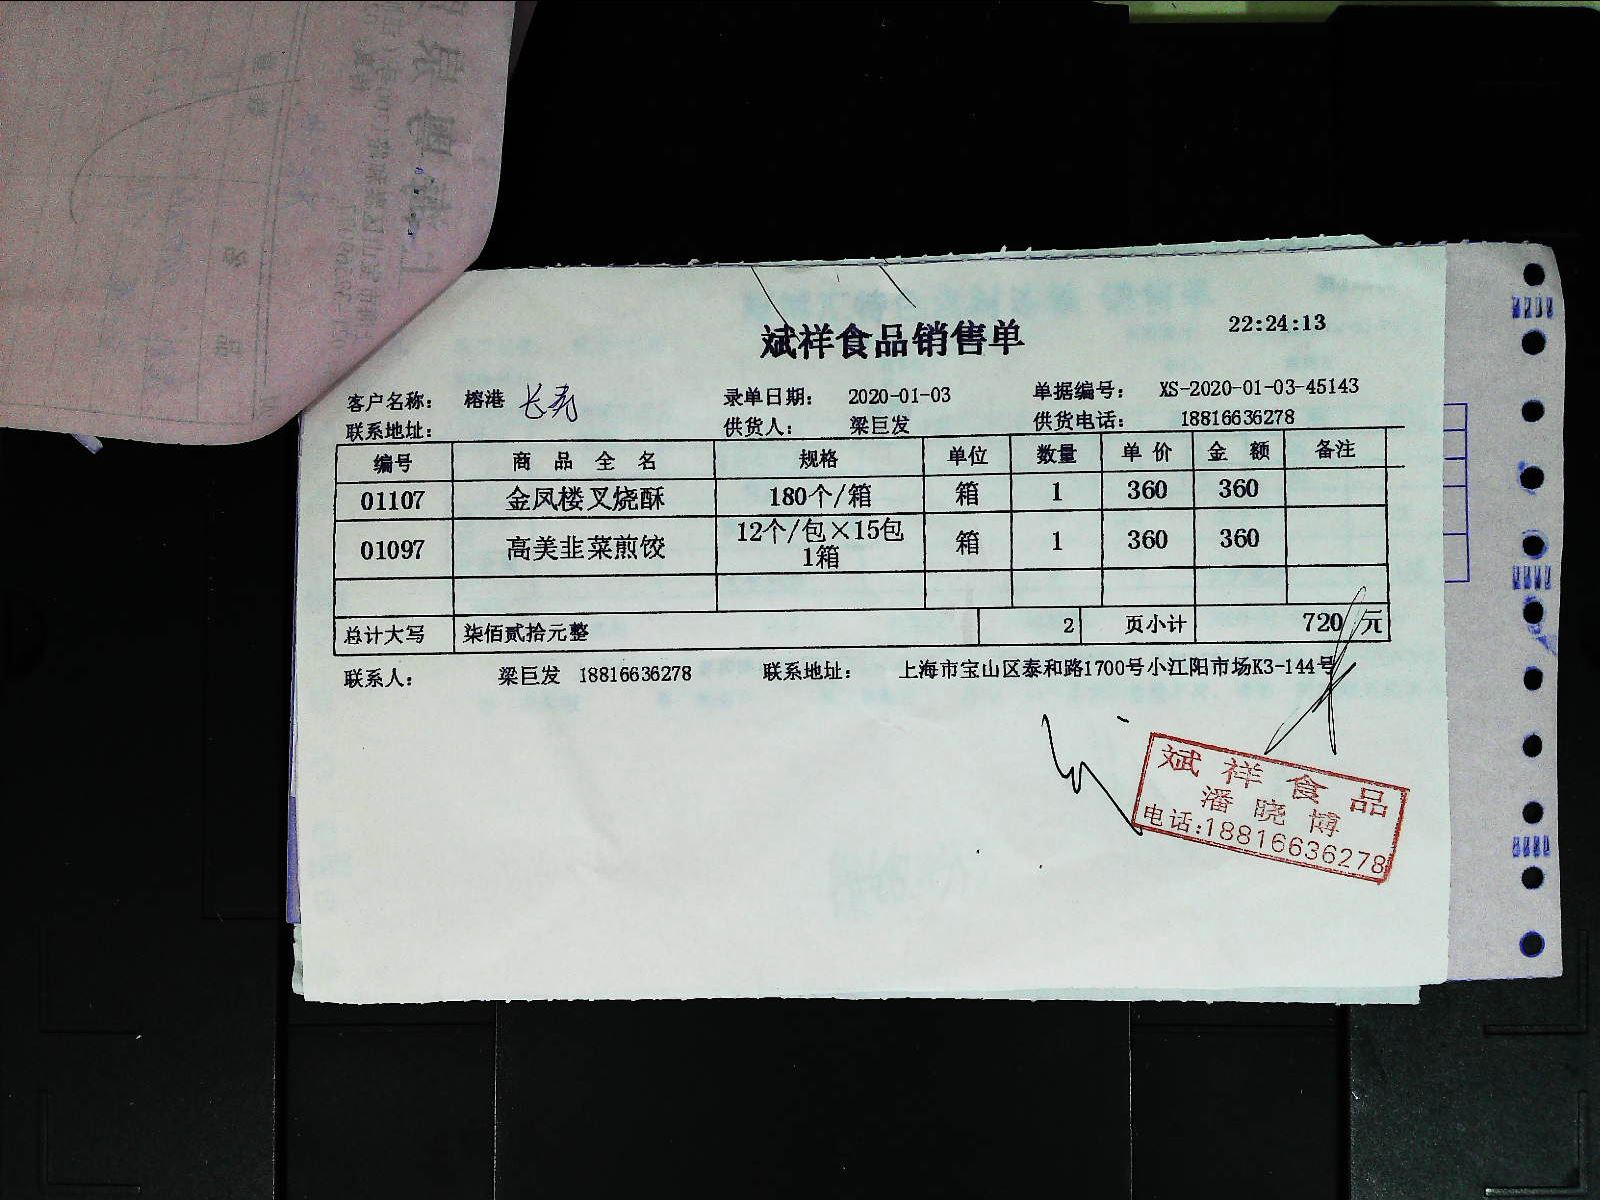 斌祥食品销售单
22:24:13
客户名称： 榕港 长寿 录单日期： 2020-01-03 单据编号： XS-2020-01-03-45143
联系地址： 供货人： 梁巨发 供货电话： 18816636278
编号 商 品 全 名 规格 单位 数量 单 价 金 额 备注
01107 金凤楼叉烧酥 180个/箱 箱 1 360 360
01097 高美韭菜煎饺 12个/包×15包1箱 箱 1 360 360
总计大写 柒佰贰拾元整 2 页小计 720 元
联系人： 梁巨发 18816636278 联系地址： 上海市宝山区泰和路1700号小江阳市场K3-144号
斌祥食品
潘晓博
电话:18816636278